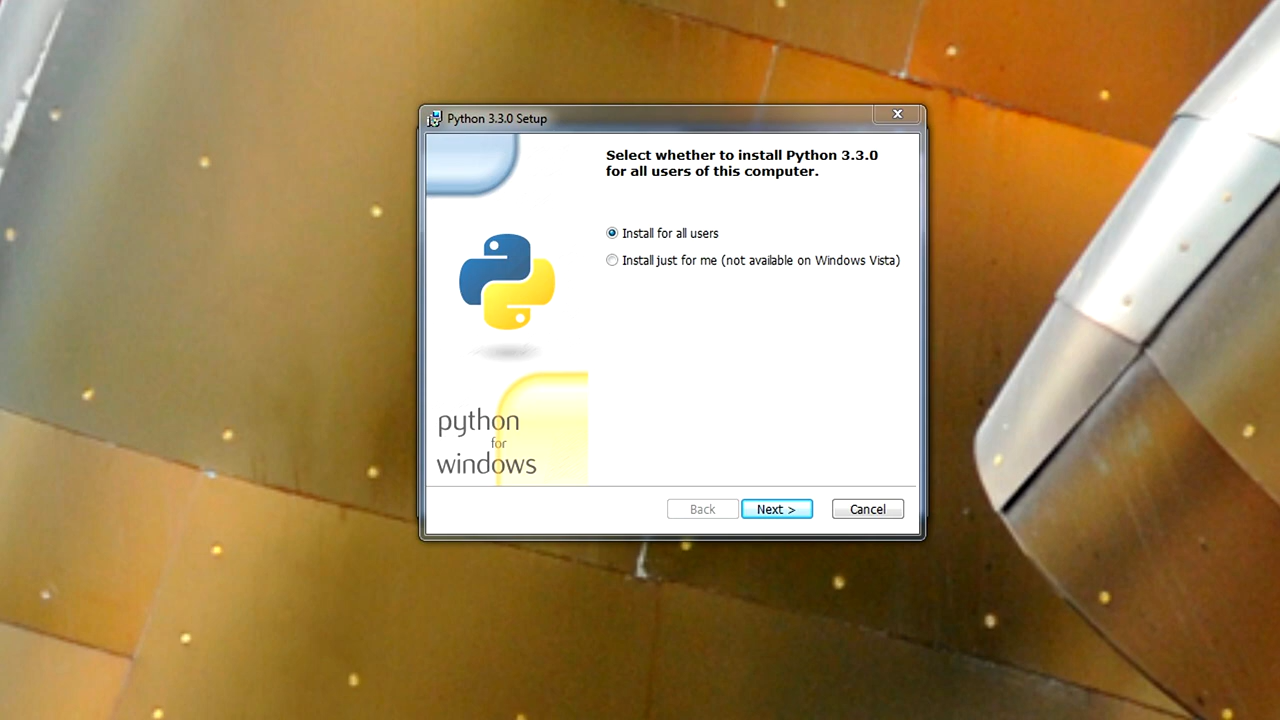 Python 3.3.0 Setup
Select whether to install Python 3.3.0
for all users of this computer.
Install for all users
Install just for me (not available on Windows Vista)
python
for
windows
Back
Next >
Cancel